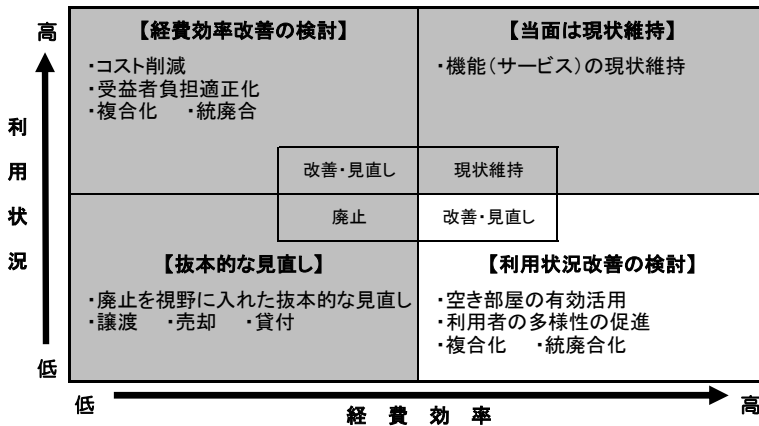 高
利
用
状
況
低
【経費効率改善の検討】
・コスト削減
・受益者負担適正化
・複合化　・統廃合
【当面は現状維持】
・機能（サービス）の現状維持
改善・見直し
現状維持
廃止
改善・見直し
【抜本的な見直し】
・廃止を視野に入れた抜本的な見直し
・譲渡　・売却　・貸付
【利用状況改善の検討】
・空き部屋の有効活用
・利用者の多様性の促進
・複合化　・統廃合化
低
経　費　効　率
高